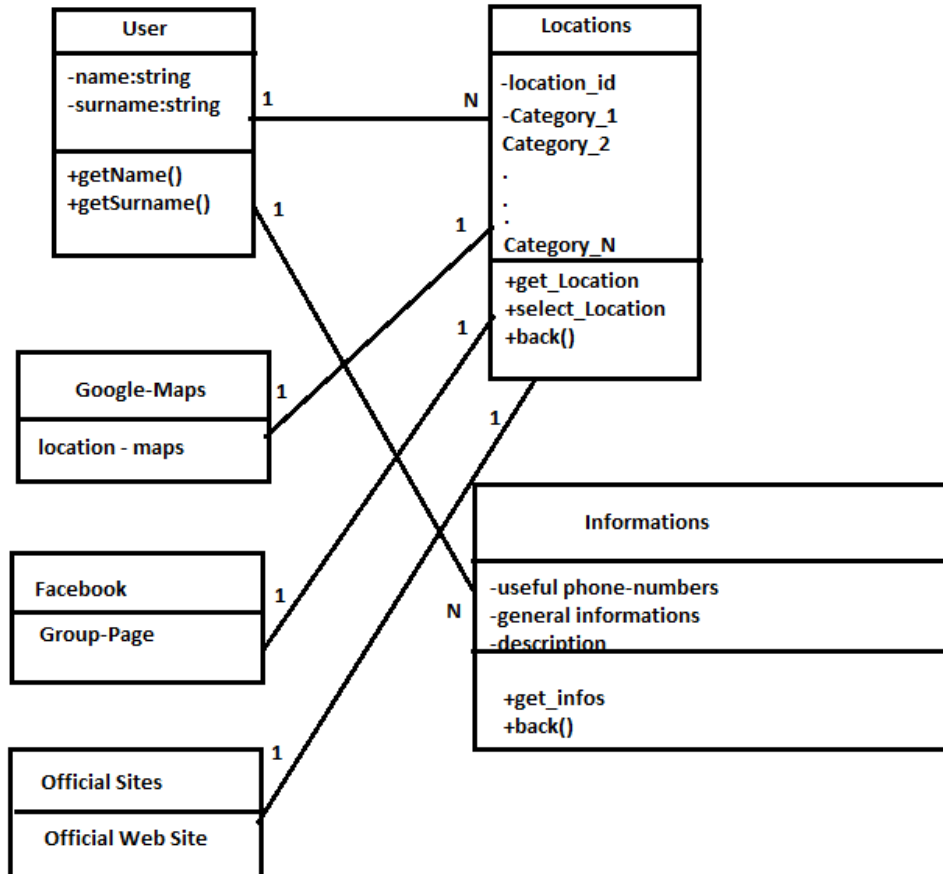 User
-name:string
-surname:string
+getName()
+getSurname()
1
N
Locations
-location_id
-Category_1
Category_2
.
.
.
Category_N
+get_Location
+select_Location
+back()
1
1
1
1
Google-Maps
location - maps
1
Informations
-useful phone-numbers
-general informations
-description
+get_infos
+back()
N
Facebook
Group-Page
1
Official Sites
Official Web Site
1